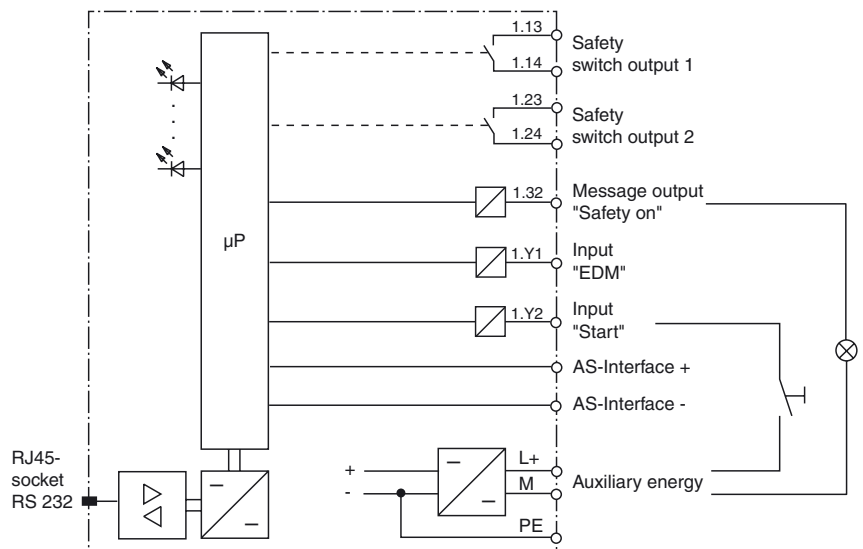 1.13
Safety
switch output 1
1.14
1.23
Safety
switch output 2
1.24
1.32
Message output
"Safety on"
µP
1.Y1
Input
"EDM"
1.Y2
Input
"Start"
AS-Interface +
AS-Interface -
RJ45-
socket
RS 232
+
-
L+
M
Auxiliary energy
PE